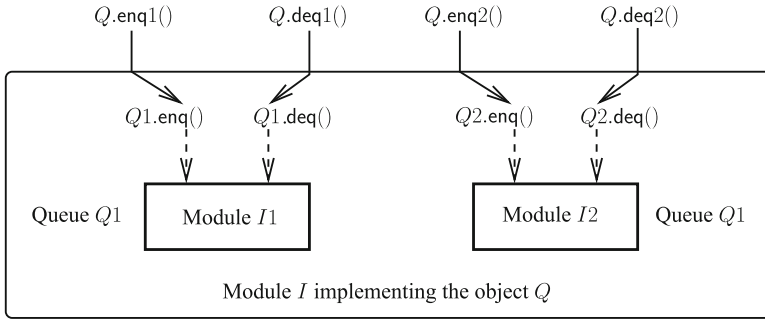 Q.enq1() Q.deq1() Q.enq2() Q.deq2()
Q1.enq() Q1.deq() Q2.enq() Q2.deq()
Queue Q1 Module I1 Module I2 Queue Q1
Module I implementing the object Q